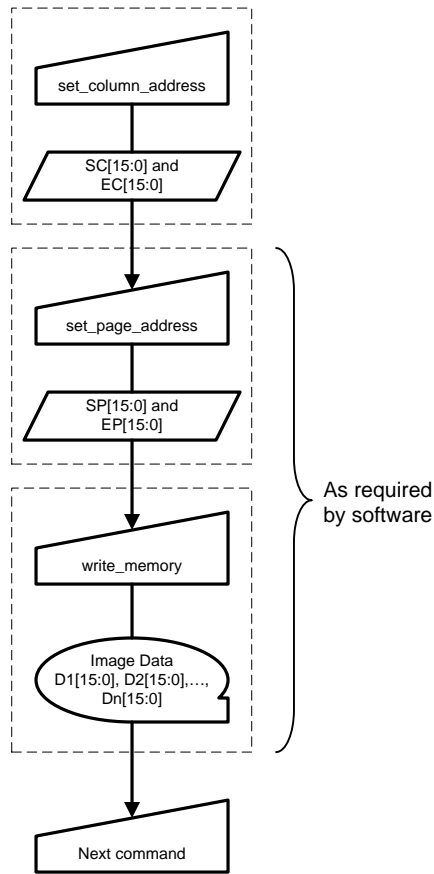 set_column_address
SC[15:0] and
EC[15:0]
set_page_address
SP[15:0] and
EP[15:0]
As required
by software
write_memory
Image Data
D1[15:0], D2[15:0],…,
Dn[15:0]
Next command